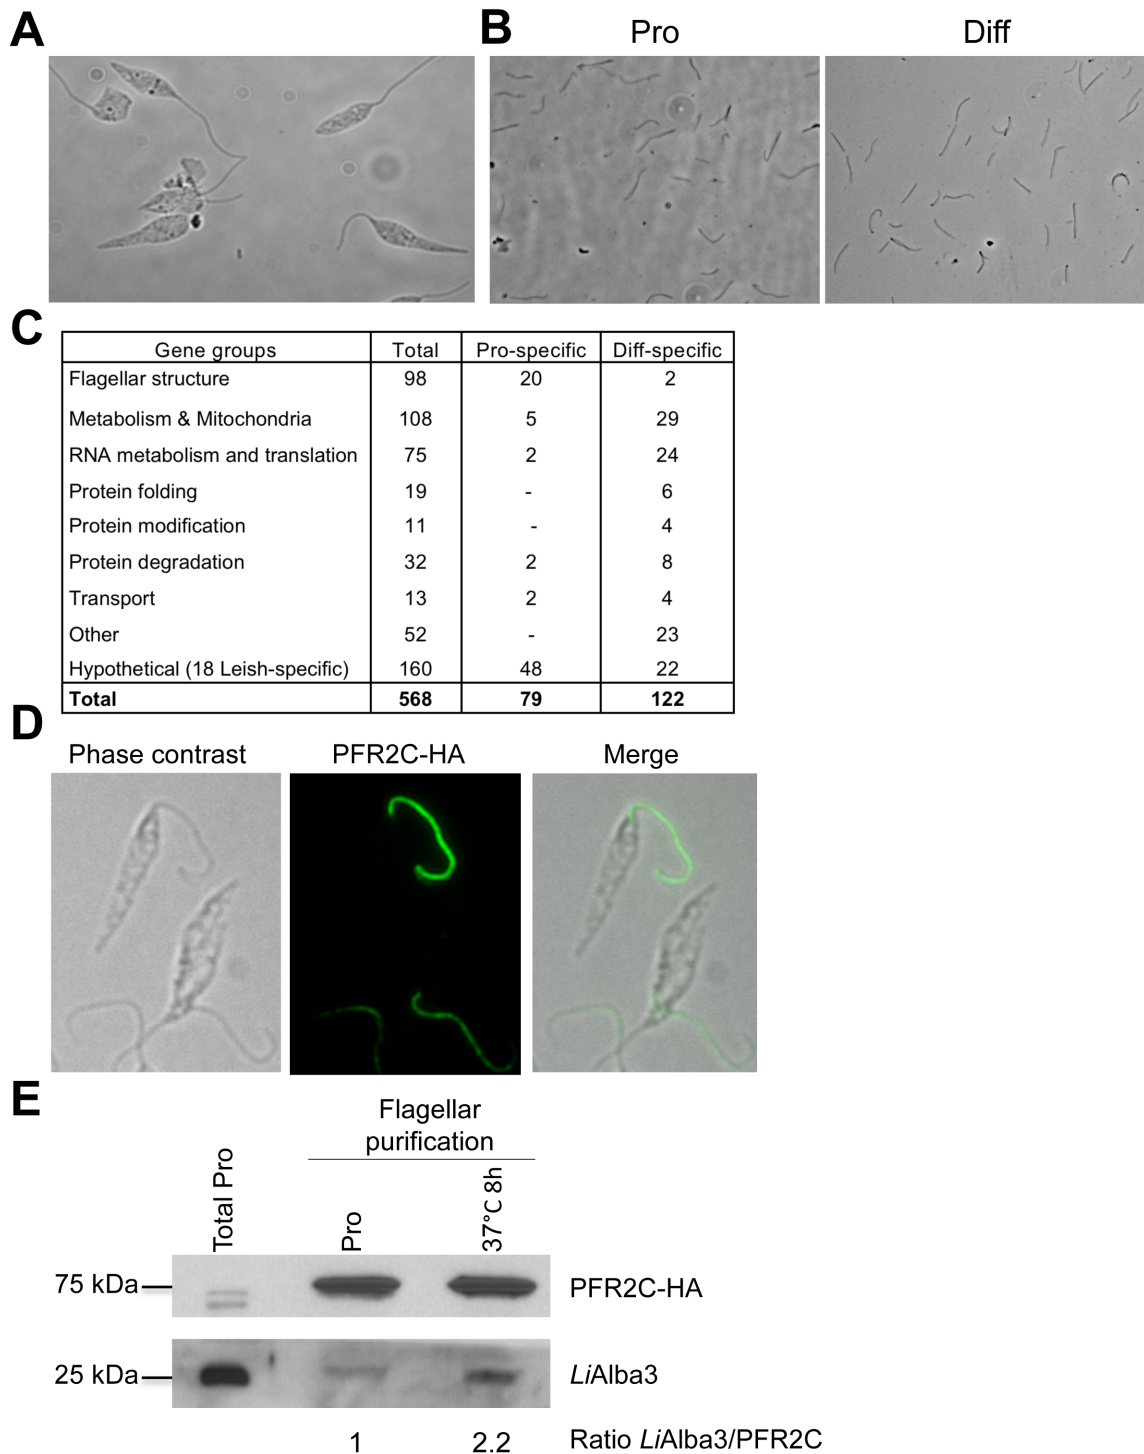 A
B
Pro
Diff
C
Gene groups Total Pro-specific Diff-specific
Flagellar structure 98 20 2
Metabolism & Mitochondria 108 5 29
RNA metabolism and translation 75 2 24
Protein folding 19 - 6
Protein modification 11 - 4
Protein degradation 32 2 8
Transport 13 2 4
Other 52 - 23
Hypothetical (18 Leish-specific) 160 48 22
Total 568 79 122
D
Phase contrast
PFR2C-HA
Merge
E
Flagellar
purification
Total Pro
Pro
37°C 8h
75 kDa
PFR2C-HA
25 kDa
LiAlba3
1 2.2 Ratio LiAlba3/PFR2C